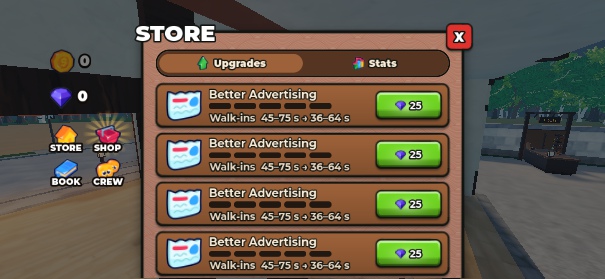 STORE
X
0
0
STORE
SHOP
BOOK
CREW
Upgrades
Stats
Better Advertising
Walk-ins 45–75 s → 36–64 s
25
Better Advertising
Walk-ins 45–75 s → 36–64 s
25
Better Advertising
Walk-ins 45–75 s → 36–64 s
25
Better Advertising
Walk-ins 45–75 s → 36–64 s
25